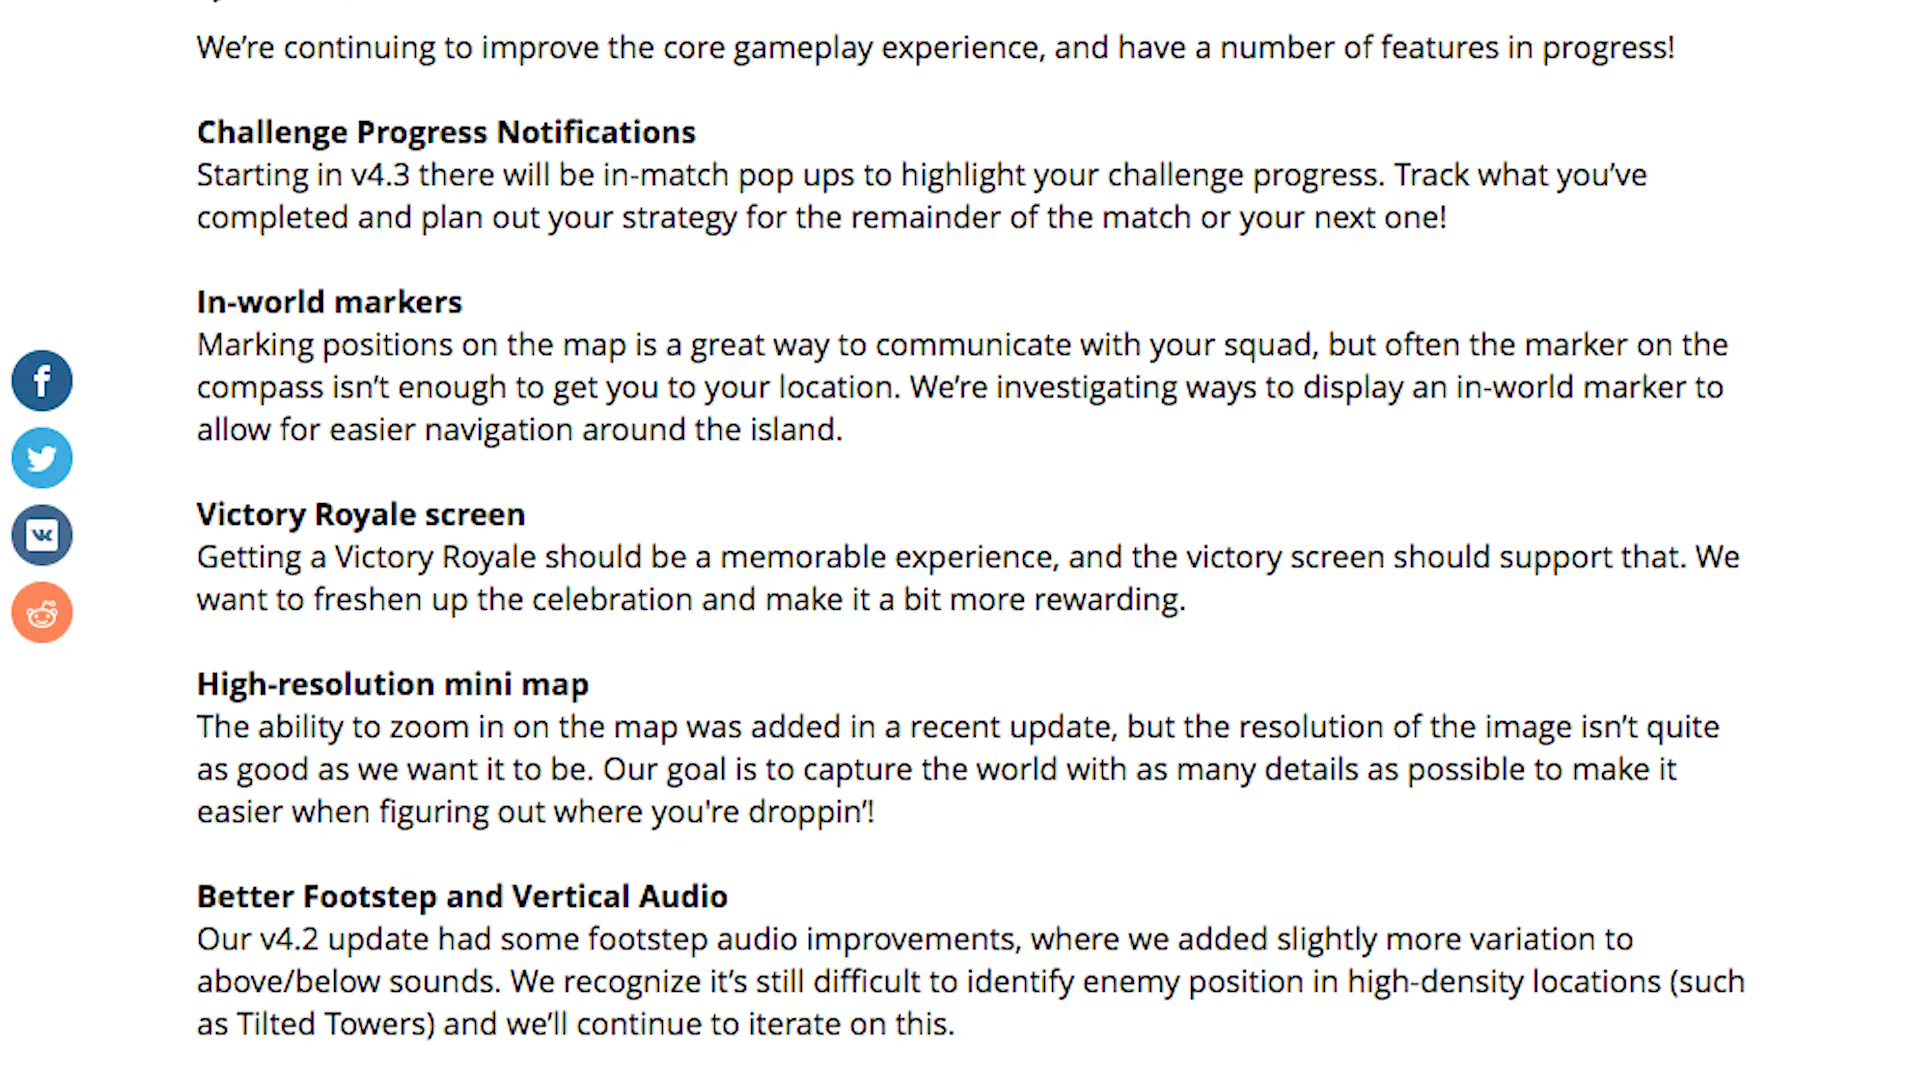 We’re continuing to improve the core gameplay experience, and have a number of features in progress!
Challenge Progress Notifications
Starting in v4.3 there will be in-match pop ups to highlight your challenge progress. Track what you’ve
completed and plan out your strategy for the remainder of the match or your next one!
In-world markers
Marking positions on the map is a great way to communicate with your squad, but often the marker on the
compass isn’t enough to get you to your location. We’re investigating ways to display an in-world marker to
allow for easier navigation around the island.
Victory Royale screen
Getting a Victory Royale should be a memorable experience, and the victory screen should support that. We
want to freshen up the celebration and make it a bit more rewarding.
High-resolution mini map
The ability to zoom in on the map was added in a recent update, but the resolution of the image isn’t quite
as good as we want it to be. Our goal is to capture the world with as many details as possible to make it
easier when figuring out where you're droppin’!
Better Footstep and Vertical Audio
Our v4.2 update had some footstep audio improvements, where we added slightly more variation to
above/below sounds. We recognize it’s still difficult to identify enemy position in high-density locations (such
as Tilted Towers) and we’ll continue to iterate on this.